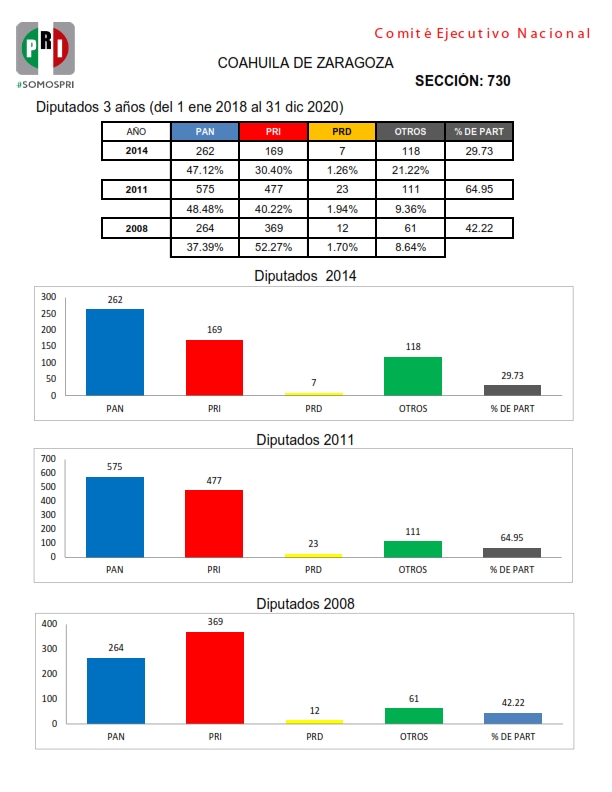 Comité Ejecutivo Nacional
PRI
#SOMOSPRI
COAHUILA DE ZARAGOZA
SECCIÓN: 730
Diputados 3 años (del 1 ene 2018 al 31 dic 2020)
AÑO PAN PRI PRD OTROS % DE PART
2014 262 169 7 118 29.73
47.12% 30.40% 1.26% 21.22%
2011 575 477 23 111 64.95
48.48% 40.22% 1.94% 9.36%
2008 264 369 12 61 42.22
37.39% 52.27% 1.70% 8.64%
Diputados 2014
300
250
200
150
100
50
0
262 169 7 118 29.73
PAN PRI PRD OTROS % DE PART
Diputados 2011
700
600
500
400
300
200
100
0
575 477 23 111 64.95
PAN PRI PRD OTROS % DE PART
Diputados 2008
400
300
200
100
0
264 369 12 61 42.22
PAN PRI PRD OTROS % DE PART